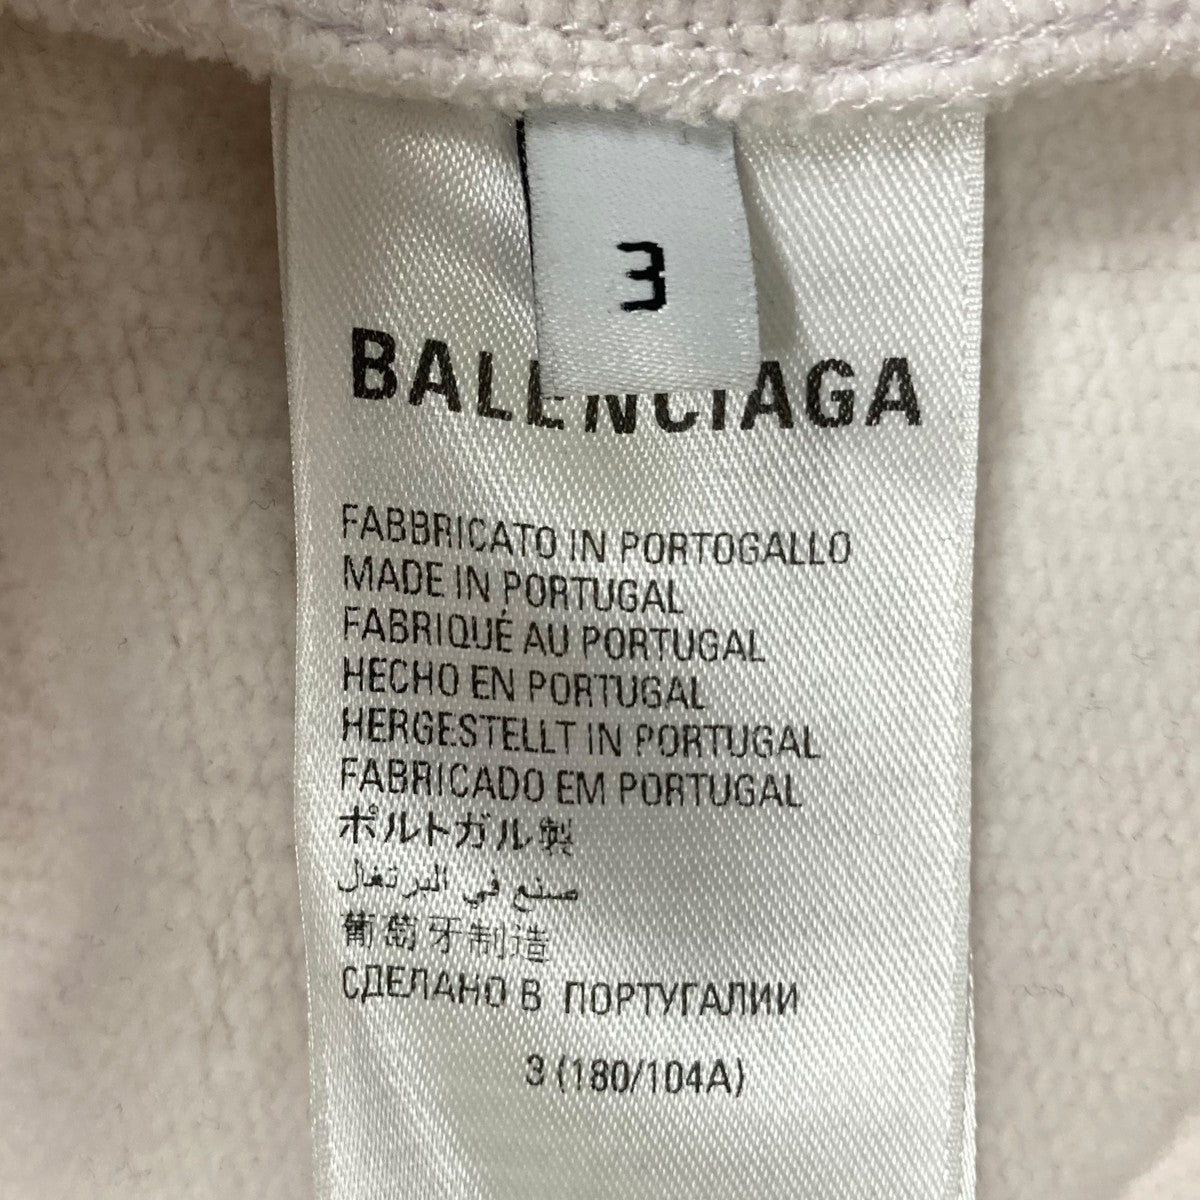 3
BALENCIAGA
FABBRICATO IN PORTOGALLO
MADE IN PORTUGAL
FABRIQUÉ AU PORTUGAL
HECHO EN PORTUGAL
HERGESTELLT IN PORTUGAL
FABRICADO EM PORTUGAL
ポルトガル製
صنع في البرتغال
葡萄牙制造
СДЕЛАНО В ПОРТУГАЛИИ
3 (180/104A)